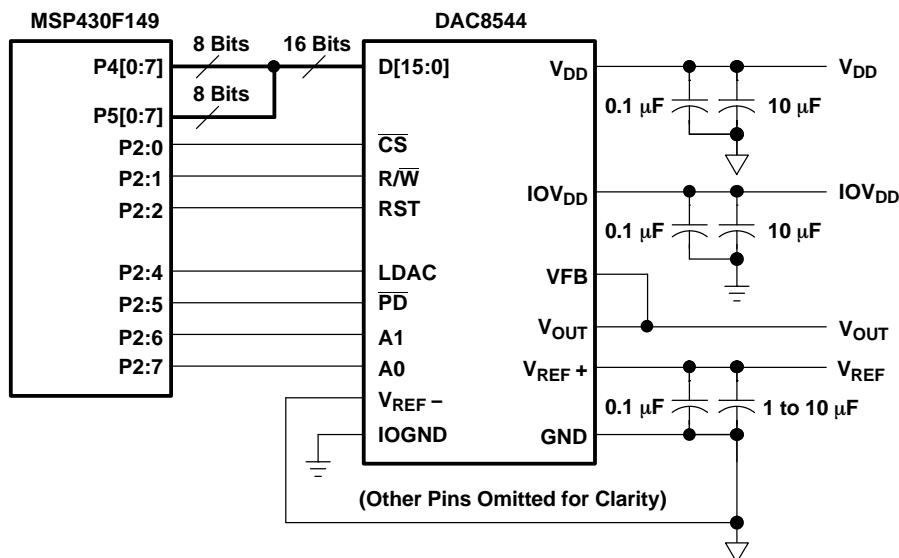 MSP430F149
DAC8544
8 Bits
16 Bits
P4[0:7]
D[15:0]
V_DD
V_DD
8 Bits
0.1 μF
10 μF
P5[0:7]
P2:0
C̅S̅
P2:1
R/W̅
IOV_DD
IOV_DD
P2:2
RST
0.1 μF
10 μF
P2:4
LDAC
VFB
P2:5
P̅D̅
V_OUT
V_OUT
P2:6
A1
P2:7
A0
V_REF +
V_REF
V_REF –
0.1 μF
1 to 10 μF
IOGND
GND
(Other Pins Omitted for Clarity)